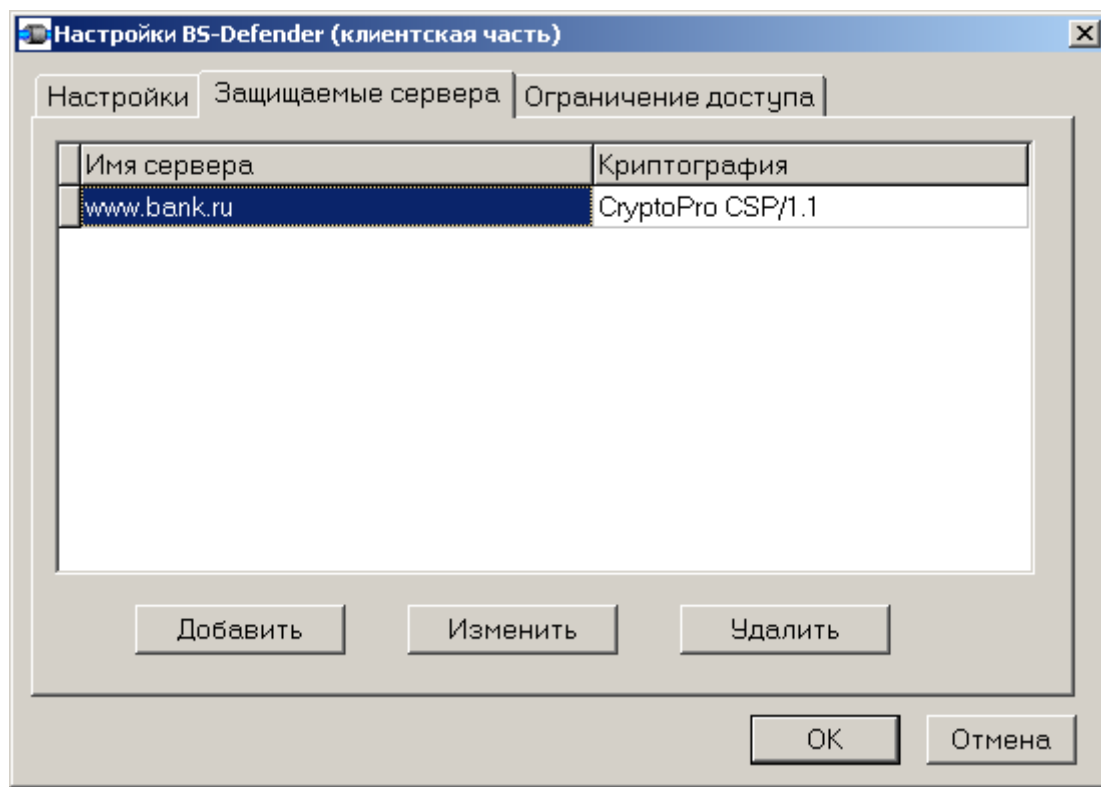 Настройки BS-Defender (клиентская часть)
Настройки Защищаемые сервера Ограничение доступа
Имя сервера Криптография
www.bank.ru CryptoPro CSP/1.1
Добавить Изменить Удалить
OK Отмена